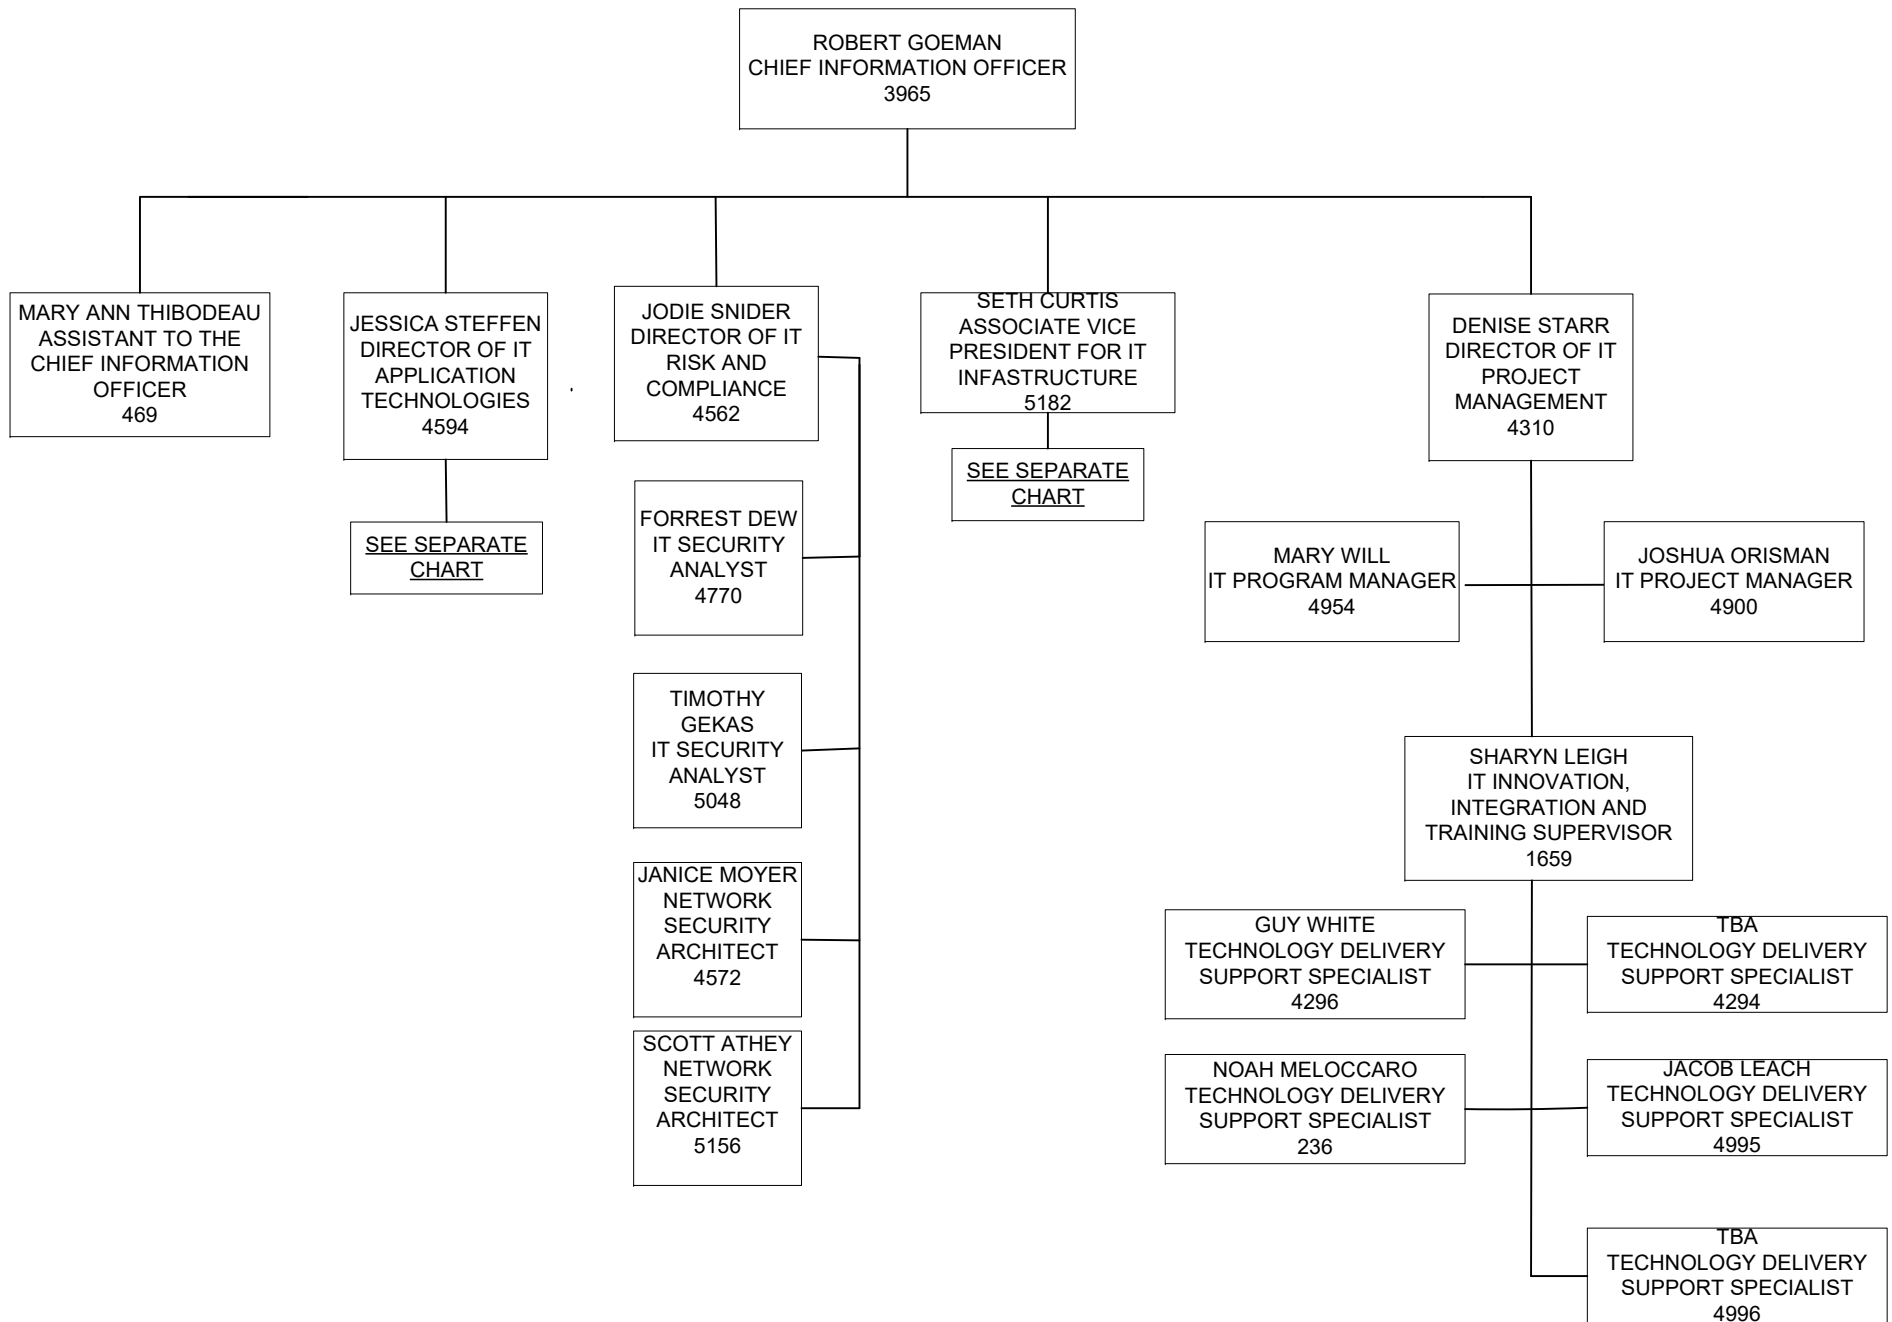 ROBERT GOEMAN
CHIEF INFORMATION OFFICER
3965
MARY ANN THIBODEAU
ASSISTANT TO THE
CHIEF INFORMATION
OFFICER
469
JESSICA STEFFEN
DIRECTOR OF IT
APPLICATION
TECHNOLOGIES
4594
SEE SEPARATE
CHART
JODIE SNIDER
DIRECTOR OF IT
RISK AND
COMPLIANCE
4562
FORREST DEW
IT SECURITY
ANALYST
4770
TIMOTHY
GEKAS
IT SECURITY
ANALYST
5048
JANICE MOYER
NETWORK
SECURITY
ARCHITECT
4572
SCOTT ATHEY
NETWORK
SECURITY
ARCHITECT
5156
SETH CURTIS
ASSOCIATE VICE
PRESIDENT FOR IT
INFASTRUCTURE
5182
SEE SEPARATE
CHART
DENISE STARR
DIRECTOR OF IT
PROJECT
MANAGEMENT
4310
MARY WILL
IT PROGRAM MANAGER
4954
JOSHUA ORISMAN
IT PROJECT MANAGER
4900
SHARYN LEIGH
IT INNOVATION,
INTEGRATION AND
TRAINING SUPERVISOR
1659
GUY WHITE
TECHNOLOGY DELIVERY
SUPPORT SPECIALIST
4296
TBA
TECHNOLOGY DELIVERY
SUPPORT SPECIALIST
4294
NOAH MELOCCARO
TECHNOLOGY DELIVERY
SUPPORT SPECIALIST
236
JACOB LEACH
TECHNOLOGY DELIVERY
SUPPORT SPECIALIST
4995
TBA
TECHNOLOGY DELIVERY
SUPPORT SPECIALIST
4996